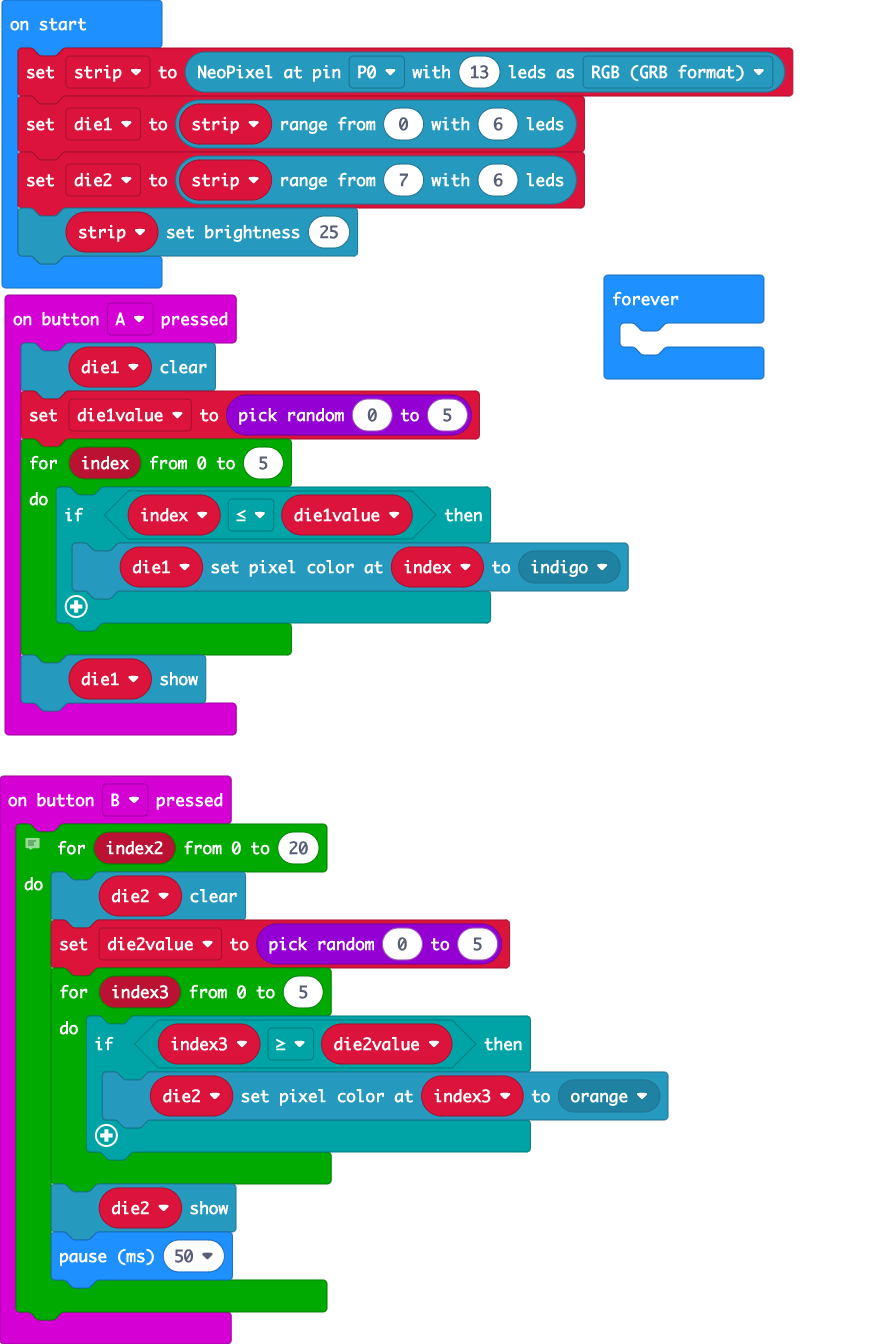 on start
set strip to NeoPixel at pin P0 with 13 leds as RGB (GRB format)
set die1 to strip range from 0 with 6 leds
set die2 to strip range from 7 with 6 leds
strip set brightness 25
forever
on button A pressed
die1 clear
set die1value to pick random 0 to 5
for index from 0 to 5
do
if index ≤ die1value then
die1 set pixel color at index to indigo
die1 show
on button B pressed
for index2 from 0 to 20
do
die2 clear
set die2value to pick random 0 to 5
for index3 from 0 to 5
do
if index3 ≥ die2value then
die2 set pixel color at index3 to orange
die2 show
pause (ms) 50